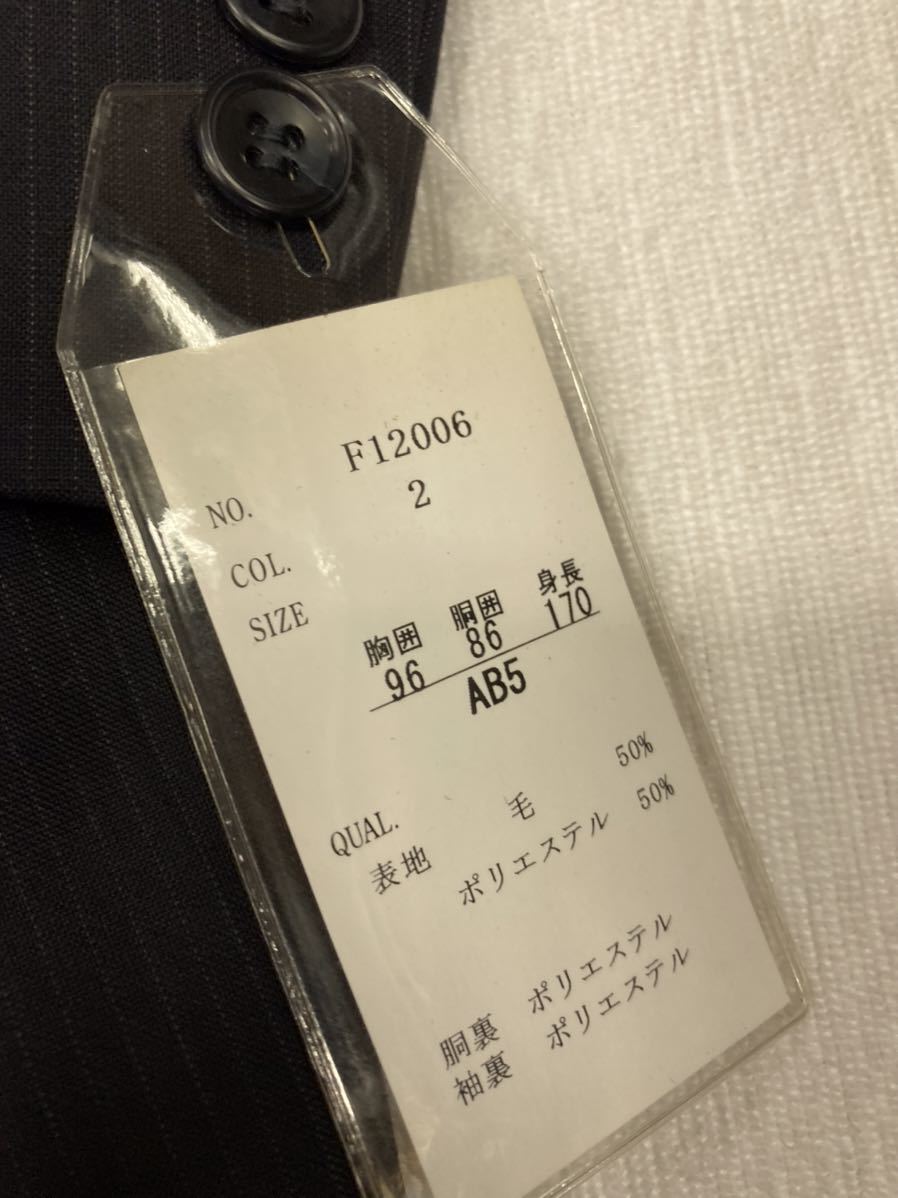 NO. F12006
COL. 2
SIZE
胸囲 胴囲 身長
96 86 170
AB5
QUAL.
表地 毛 50%
ポリエステル 50%
胴裏 ポリエステル
袖裏 ポリエステル